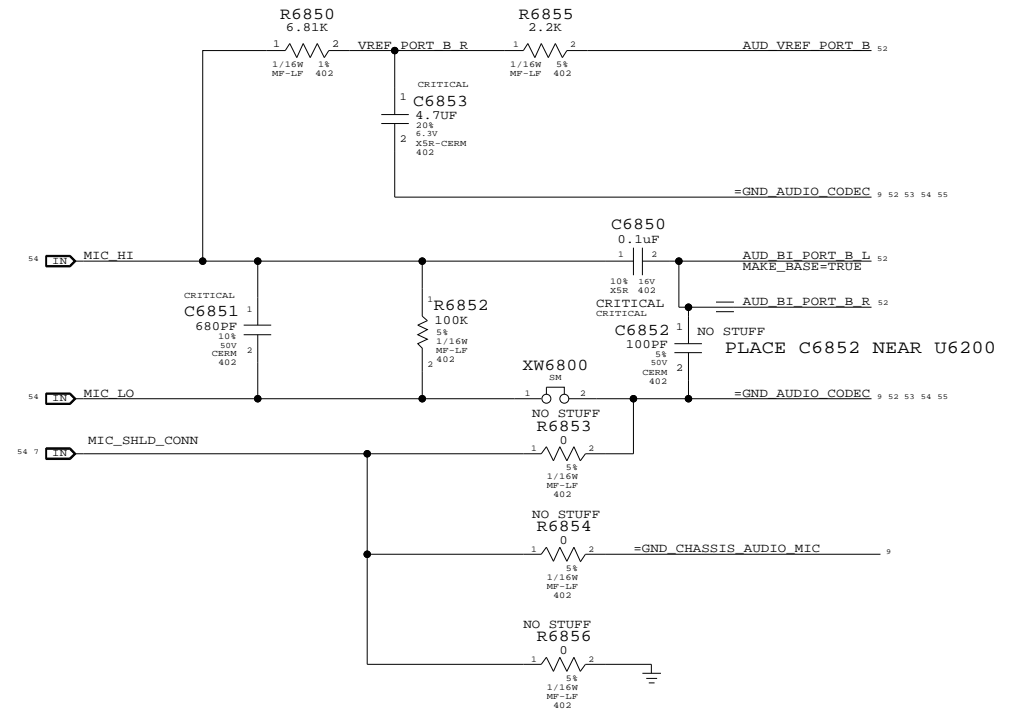 R6850
6.81K
1 2
1/16W 1%
MF-LF 402
VREF_PORT_B_R
R6855
2.2K
1 2
1/16W 5%
MF-LF 402
AUD_VREF_PORT_B 52
CRITICAL
1 C6853
4.7UF
20%
6.3V
2 X5R-CERM
402
=GND_AUDIO_CODEC 9 52 53 54 55
54 IN MIC_HI
C6850
0.1uF
1 2
10% 16V
X5R 402
CRITICAL
CRITICAL
AUD_BI_PORT_B_L 52
MAKE_BASE=TRUE
AUD_BI_PORT_B_R 52
CRITICAL
C6851 1
680PF
10%
50V 2
CERM
402
1 R6852
100K
5%
1/16W
MF-LF
2 402
C6852 1
100PF
5%
50V 2
CERM
402
NO STUFF
PLACE C6852 NEAR U6200
XW6800
SM
1 2
54 IN MIC_LO
=GND_AUDIO_CODEC 9 52 53 54 55
NO STUFF
R6853
0
1 2
5%
1/16W
MF-LF
402
54 7 IN MIC_SHLD_CONN
NO STUFF
R6854
0
1 2
5%
1/16W
MF-LF
402
=GND_CHASSIS_AUDIO_MIC 9
NO STUFF
R6856
0
1 2
5%
1/16W
MF-LF
402